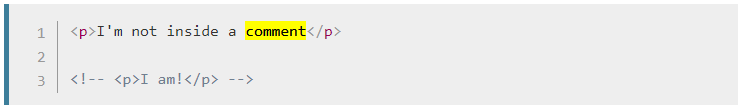 1 <p>I'm not inside a comment</p>
2
3 <!-- <p>I am!</p> -->